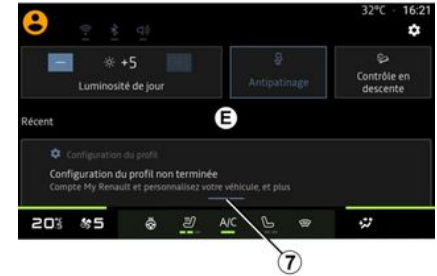 32°C - 16:21
+5
Luminosité de jour
Antipatinage
Contrôle en
descente
Récent
E
Configuration du profil
Configuration du profil non terminée
Compte My Renault et personnalisez votre véhicule, et plus
5
A/C
7